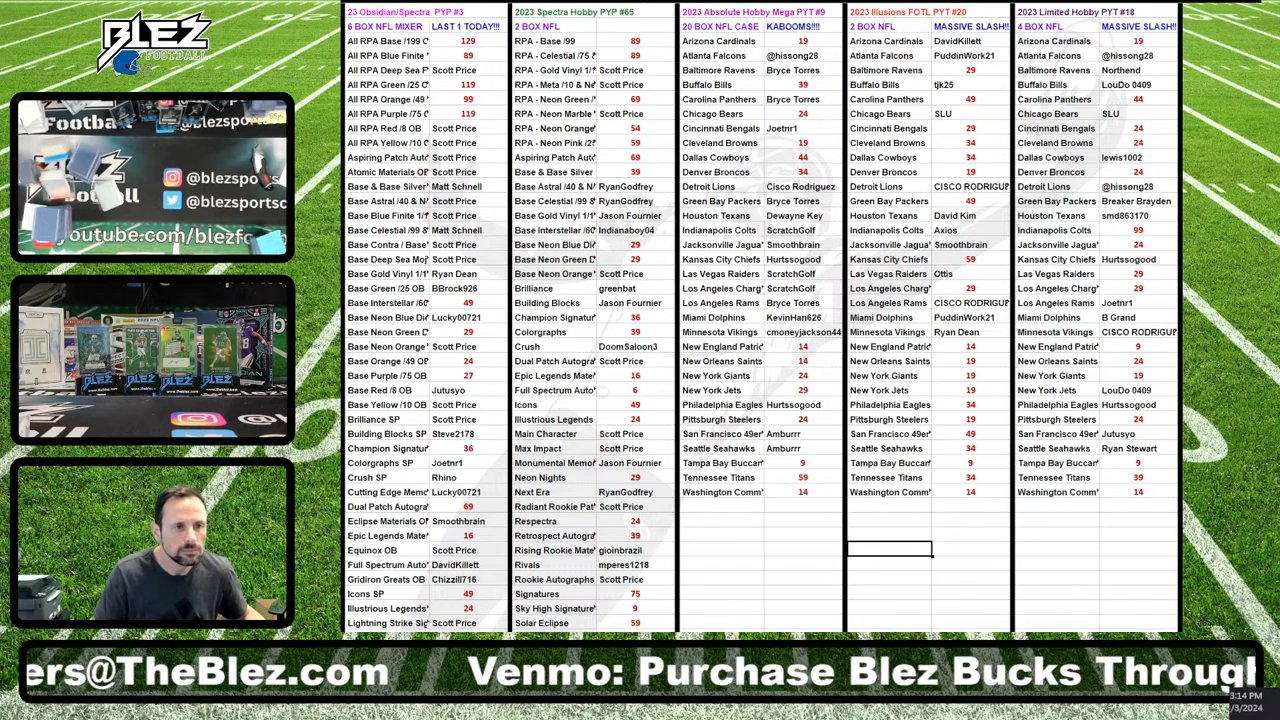 BLEZ
FOOTBALL
Football
@blezsports
@blezsportsc
youtube.com/blezfo
23 Obsidian/Spectra PYP #3
6 BOX NFL MIXER LAST 1 TODAY!!!
All RPA Base /199 129
All RPA Blue Finite 89
All RPA Deep Sea Scott Price
All RPA Green /25 119
All RPA Orange /49 99
All RPA Purple /75 119
All RPA Red /8 OB Scott Price
All RPA Yellow /10 Scott Price
Aspiring Patch Aut Scott Price
Atomic Materials Scott Price
Base & Base Silver Matt Schnell
Base Astral /40 & Scott Price
Base Blue Finite Scott Price
Base Celestial /99 Matt Schnell
Base Contra / Base Scott Price
Base Deep Sea Scott Price
Base Gold Vinyl 1/1 Ryan Dean
Base Green /25 OB BBrock926
Base Interstellar 49
Base Neon Blue Di Lucky00721
Base Neon Green 29
Base Neon Orange Scott Price
Base Orange /49 24
Base Purple /75 OB 27
Base Red /8 OB Jutusyo
Base Yellow /10 OB Scott Price
Brilliance SP Scott Price
Building Blocks SP Steve2178
Champion Signatur 36
Colorgraphs SP Joetnr1
Crush SP Rhino
Cutting Edge Memo Lucky00721
Dual Patch Autogra 69
Eclipse Materials Smoothbrain
Epic Legends Mate 16
Equinox OB Scott Price
Full Spectrum Auto DavidKillett
Gridiron Greats OB Chizzill716
Icons SP 49
Illustrious Legends 24
Lightning Strike Sig Scott Price
2023 Spectra Hobby PYP #65
2 BOX NFL
RPA - Base /99 89
RPA - Celestial /75 89
RPA - Gold Vinyl 1/ Scott Price
RPA - Meta /10 & Scott Price
RPA - Neon Green / 69
RPA - Neon Marble Scott Price
RPA - Neon Orange 54
RPA - Neon Pink 59
Aspiring Patch Aut 69
Base & Base Silver 39
Base Astral /40 & RyanGodfrey
Base Celestial /99 RyanGodfrey
Base Gold Vinyl 1/1 Jason Fournier
Base Interstellar Indianaboy04
Base Neon Blue Di 29
Base Neon Green 29
Base Neon Orange Scott Price
Brilliance greenbat
Building Blocks Jason Fournier
Champion Signatur 36
Colorgraphs 39
Crush DoomSaloon3
Dual Patch Autogra Scott Price
Epic Legends Mate 16
Full Spectrum Auto 6
Icons 49
Illustrious Legends 24
Main Character Scott Price
Max Impact Scott Price
Monumental Memo Jason Fournier
Neon Nights 29
Next Era RyanGodfrey
Radiant Rookie Pat Scott Price
Respectra 24
Retrospect Autogra 39
Rising Rookie Mate gioinbrazil
Rivals mperes1218
Rookie Autographs Scott Price
Signatures 75
Sky High Signature 9
Solar Eclipse 59
2023 Absolute Hobby Mega PYT #9
20 BOX NFL CASE KABOOMS!!!!
Arizona Cardinals 19
Atlanta Falcons @hissong28
Baltimore Ravens Bryce Torres
Buffalo Bills 39
Carolina Panthers Bryce Torres
Chicago Bears 24
Cincinnati Bengals Joetnr1
Cleveland Browns 19
Dallas Cowboys 44
Denver Broncos 34
Detroit Lions Cisco Rodriguez
Green Bay Packers Bryce Torres
Houston Texans Dewayne Key
Indianapolis Colts ScratchGolf
Jacksonville Jagua Smoothbrain
Kansas City Chiefs Hurtssogood
Las Vegas Raiders ScratchGolf
Los Angeles Charg ScratchGolf
Los Angeles Rams Bryce Torres
Miami Dolphins KevinHan626
Minnesota Vikings cmoneyjackson44
New England Patric 14
New Orleans Saints 14
New York Giants 24
New York Jets 29
Philadelphia Eagles Hurtssogood
Pittsburgh Steelers 24
San Francisco 49er Amburrr
Seattle Seahawks Amburrr
Tampa Bay Buccan 9
Tennessee Titans 59
Washington Comm 14
2023 Illusions FOTL PYT #20
2 BOX NFL MASSIVE SLASH!!
Arizona Cardinals DavidKillett
Atlanta Falcons PuddinWork21
Baltimore Ravens 29
Buffalo Bills tjk25
Carolina Panthers 49
Chicago Bears SLU
Cincinnati Bengals 29
Cleveland Browns 34
Dallas Cowboys 34
Denver Broncos 19
Detroit Lions CISCO RODRIGU
Green Bay Packers 49
Houston Texans David Kim
Indianapolis Colts Axios
Jacksonville Jagua Smoothbrain
Kansas City Chiefs 59
Las Vegas Raiders Ottis
Los Angeles Charg 29
Los Angeles Rams CISCO RODRIGU
Miami Dolphins PuddinWork21
Minnesota Vikings Ryan Dean
New England Patric 14
New Orleans Saints 19
New York Giants 19
New York Jets 19
Philadelphia Eagles 34
Pittsburgh Steelers 19
San Francisco 49er 49
Seattle Seahawks 34
Tampa Bay Buccan 9
Tennessee Titans 34
Washington Comm 14
2023 Limited Hobby PYT #18
4 BOX NFL MASSIVE SLASH!!
Arizona Cardinals 19
Atlanta Falcons @hissong28
Baltimore Ravens Northend
Buffalo Bills LouDo 0409
Carolina Panthers 44
Chicago Bears SLU
Cincinnati Bengals 24
Cleveland Browns 24
Dallas Cowboys lewis1002
Denver Broncos 24
Detroit Lions @hissong28
Green Bay Packers Breaker Brayden
Houston Texans smd863170
Indianapolis Colts 99
Jacksonville Jagua 24
Kansas City Chiefs Hurtssogood
Las Vegas Raiders 29
Los Angeles Charg 29
Los Angeles Rams Joetnr1
Miami Dolphins B Grand
Minnesota Vikings CISCO RODRIGU
New England Patric 9
New Orleans Saints 24
New York Giants 24
New York Jets LouDo 0409
Philadelphia Eagles Hurtssogood
Pittsburgh Steelers 24
San Francisco 49er Jutusyo
Seattle Seahawks Ryan Stewart
Tampa Bay Buccan 9
Tennessee Titans 39
Washington Comm 14
ers@TheBlez.com Venmo: Purchase Blez Bucks Through
3:14 PM
/3/2024